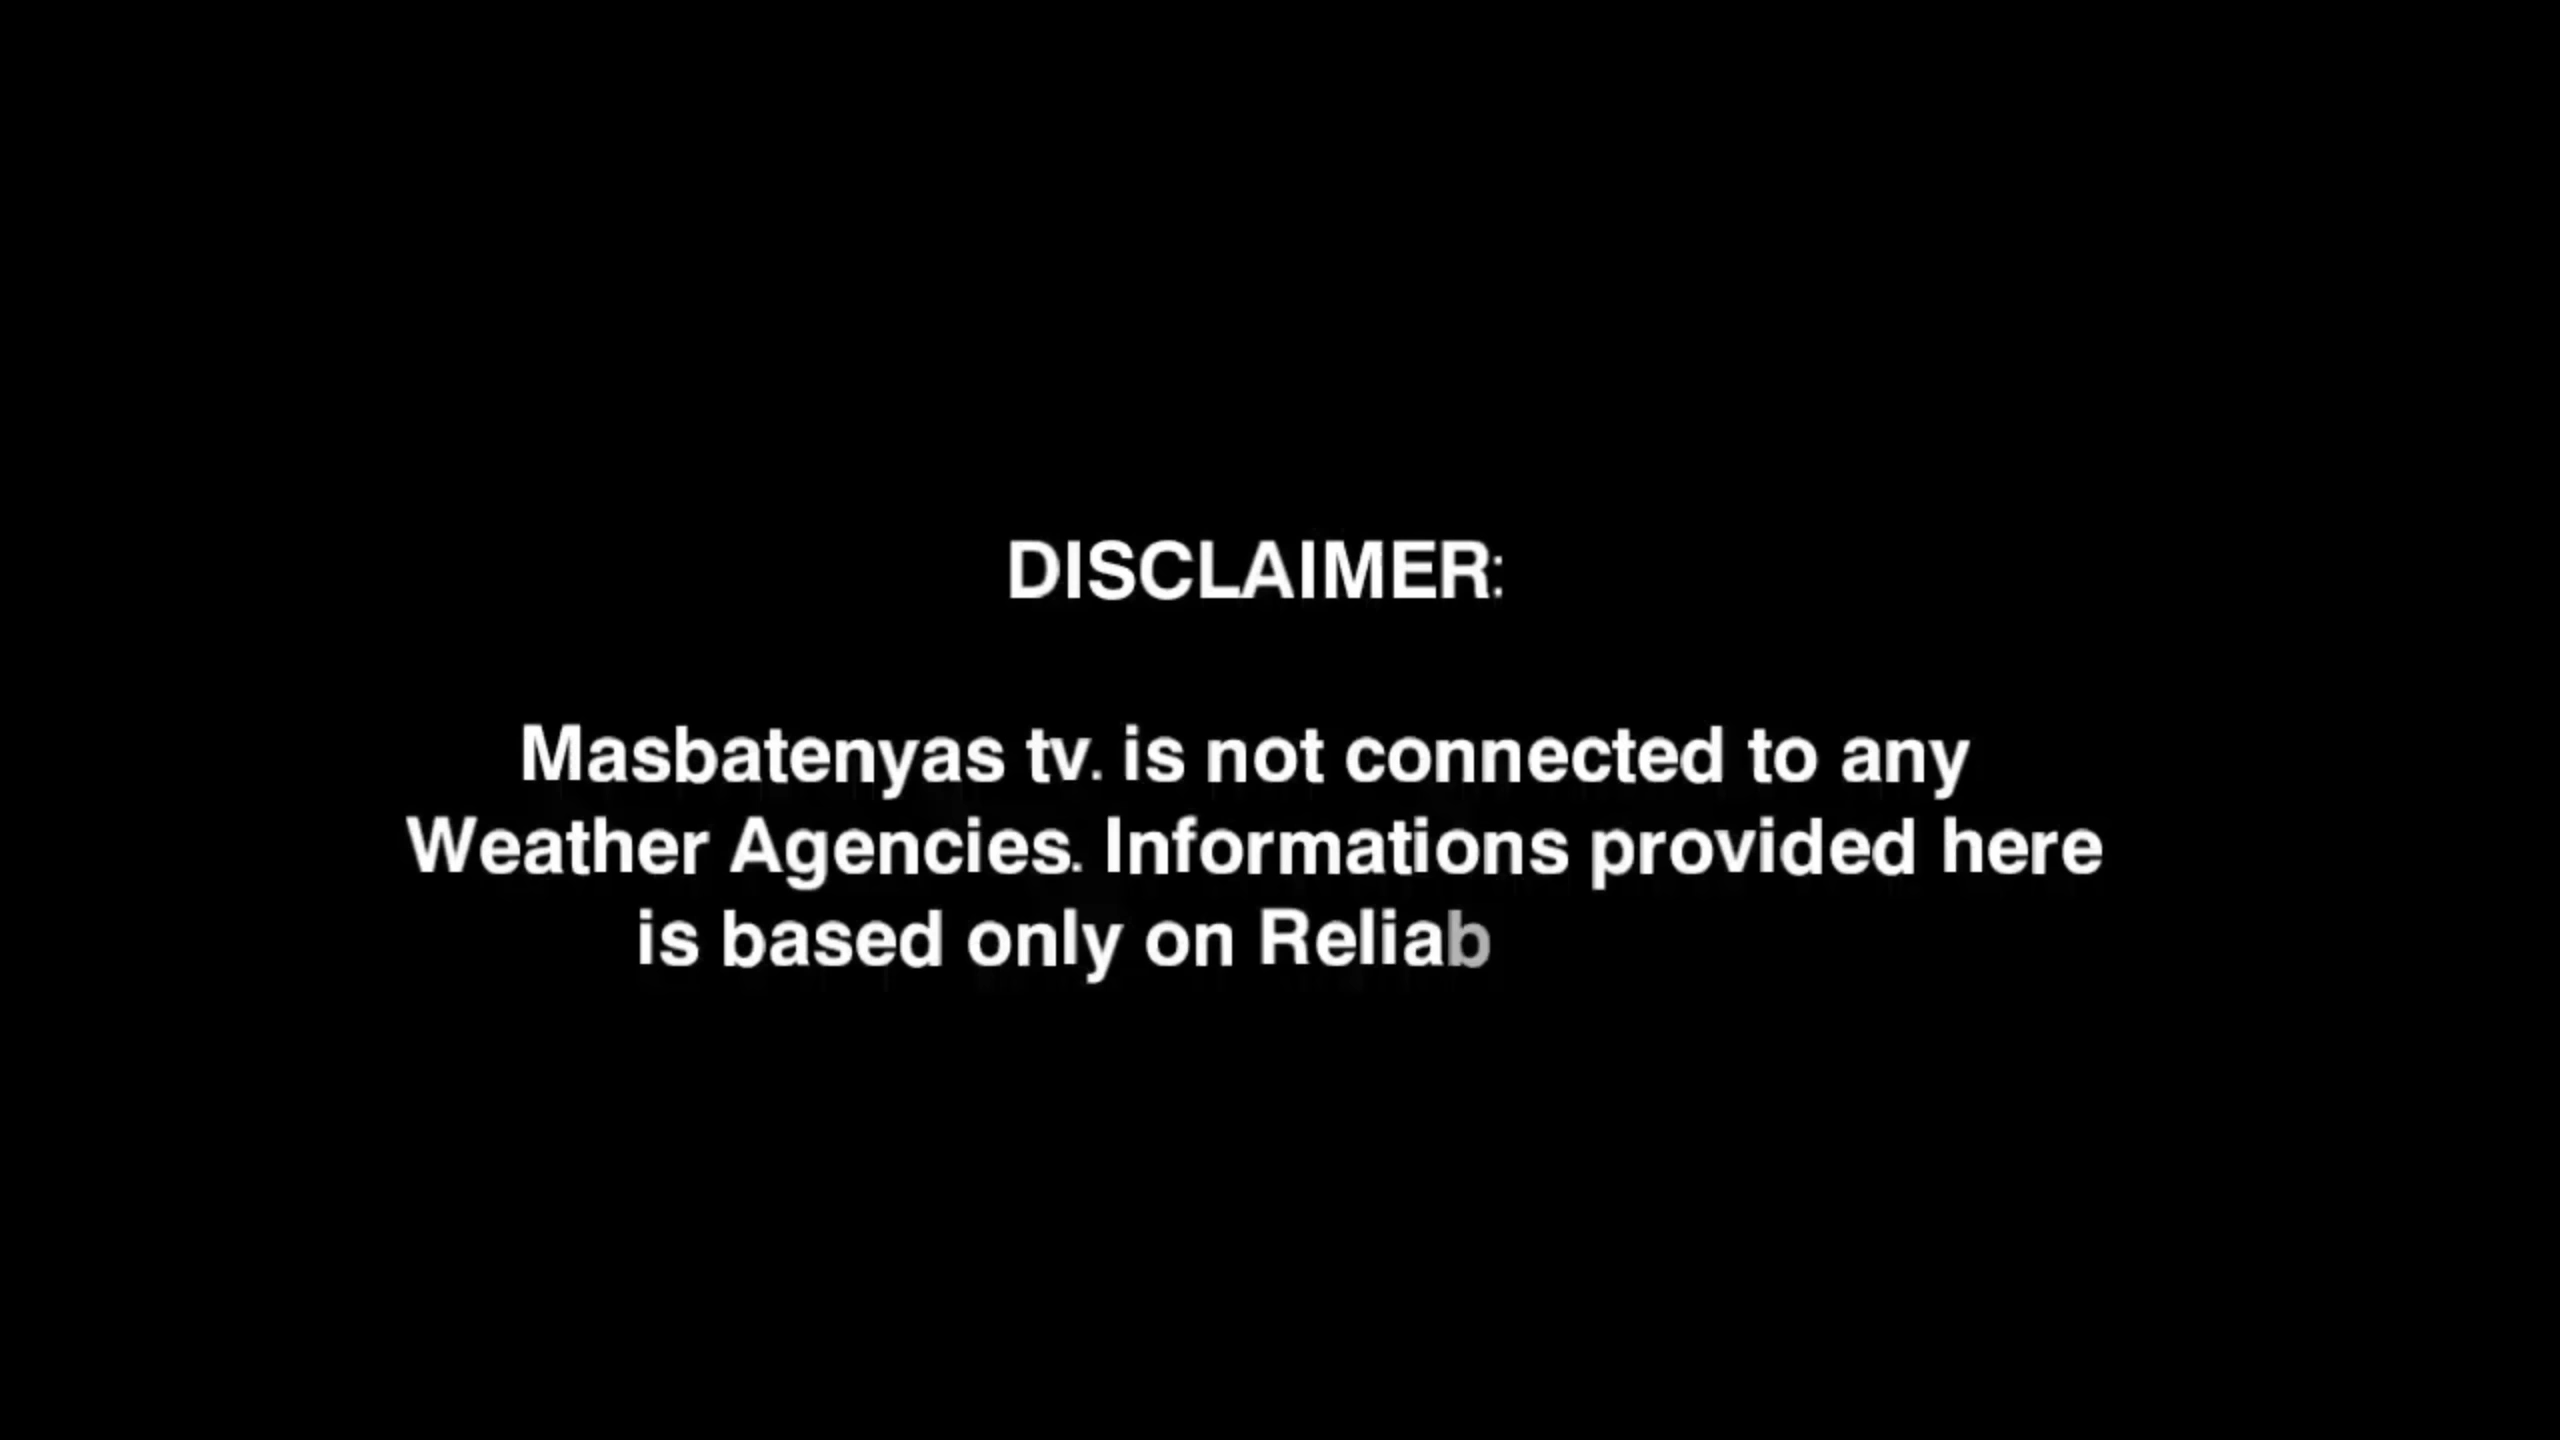 DISCLAIMER:
Masbatenyas tv. is not connected to any
Weather Agencies. Informations provided here
is based only on Reliab